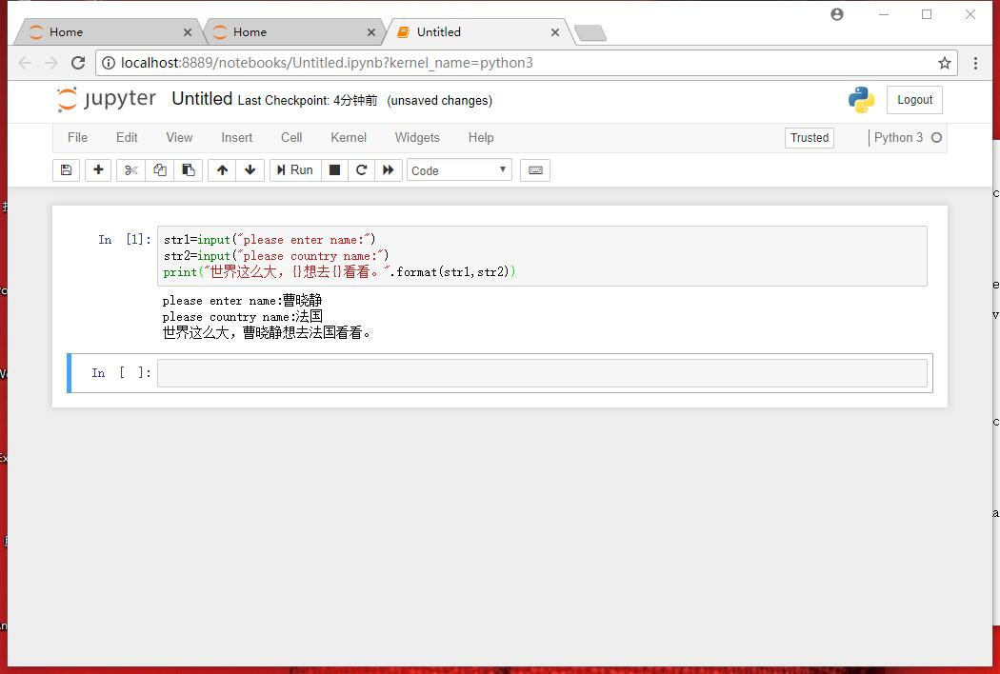 Home
Home
Untitled
localhost:8889/notebooks/Untitled.ipynb?kernel_name=python3
jupyter Untitled Last Checkpoint: 4分钟前 (unsaved changes)
Logout
File Edit View Insert Cell Kernel Widgets Help
Trusted
Python 3
Run
Code
In [1]:
str1=input("please enter name:")
str2=input("please country name:")
print("世界这么大，{}想去{}看看。".format(str1,str2))
please enter name:曹晓静
please country name:法国
世界这么大，曹晓静想去法国看看。
In [ ]: